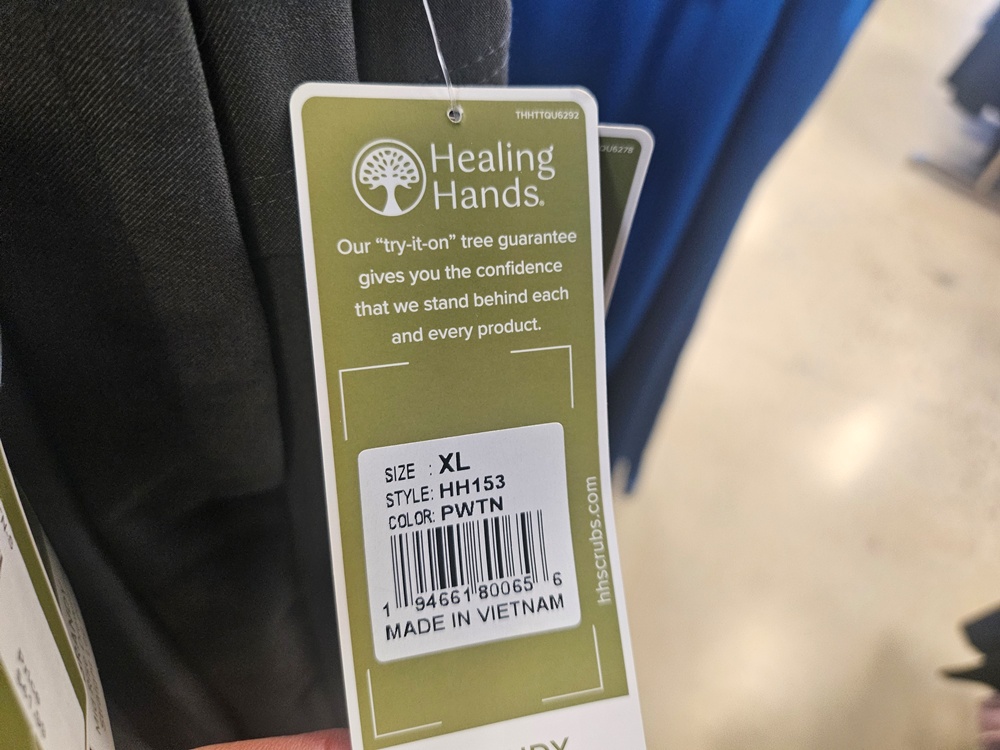 THHTTQU6292
Healing
Hands.
Our “try-it-on” tree guarantee
gives you the confidence
that we stand behind each
and every product.
SIZE : XL
STYLE: HH153
COLOR: PWTN
1 94661 80065 6
MADE IN VIETNAM
hhscrubs.com
Price